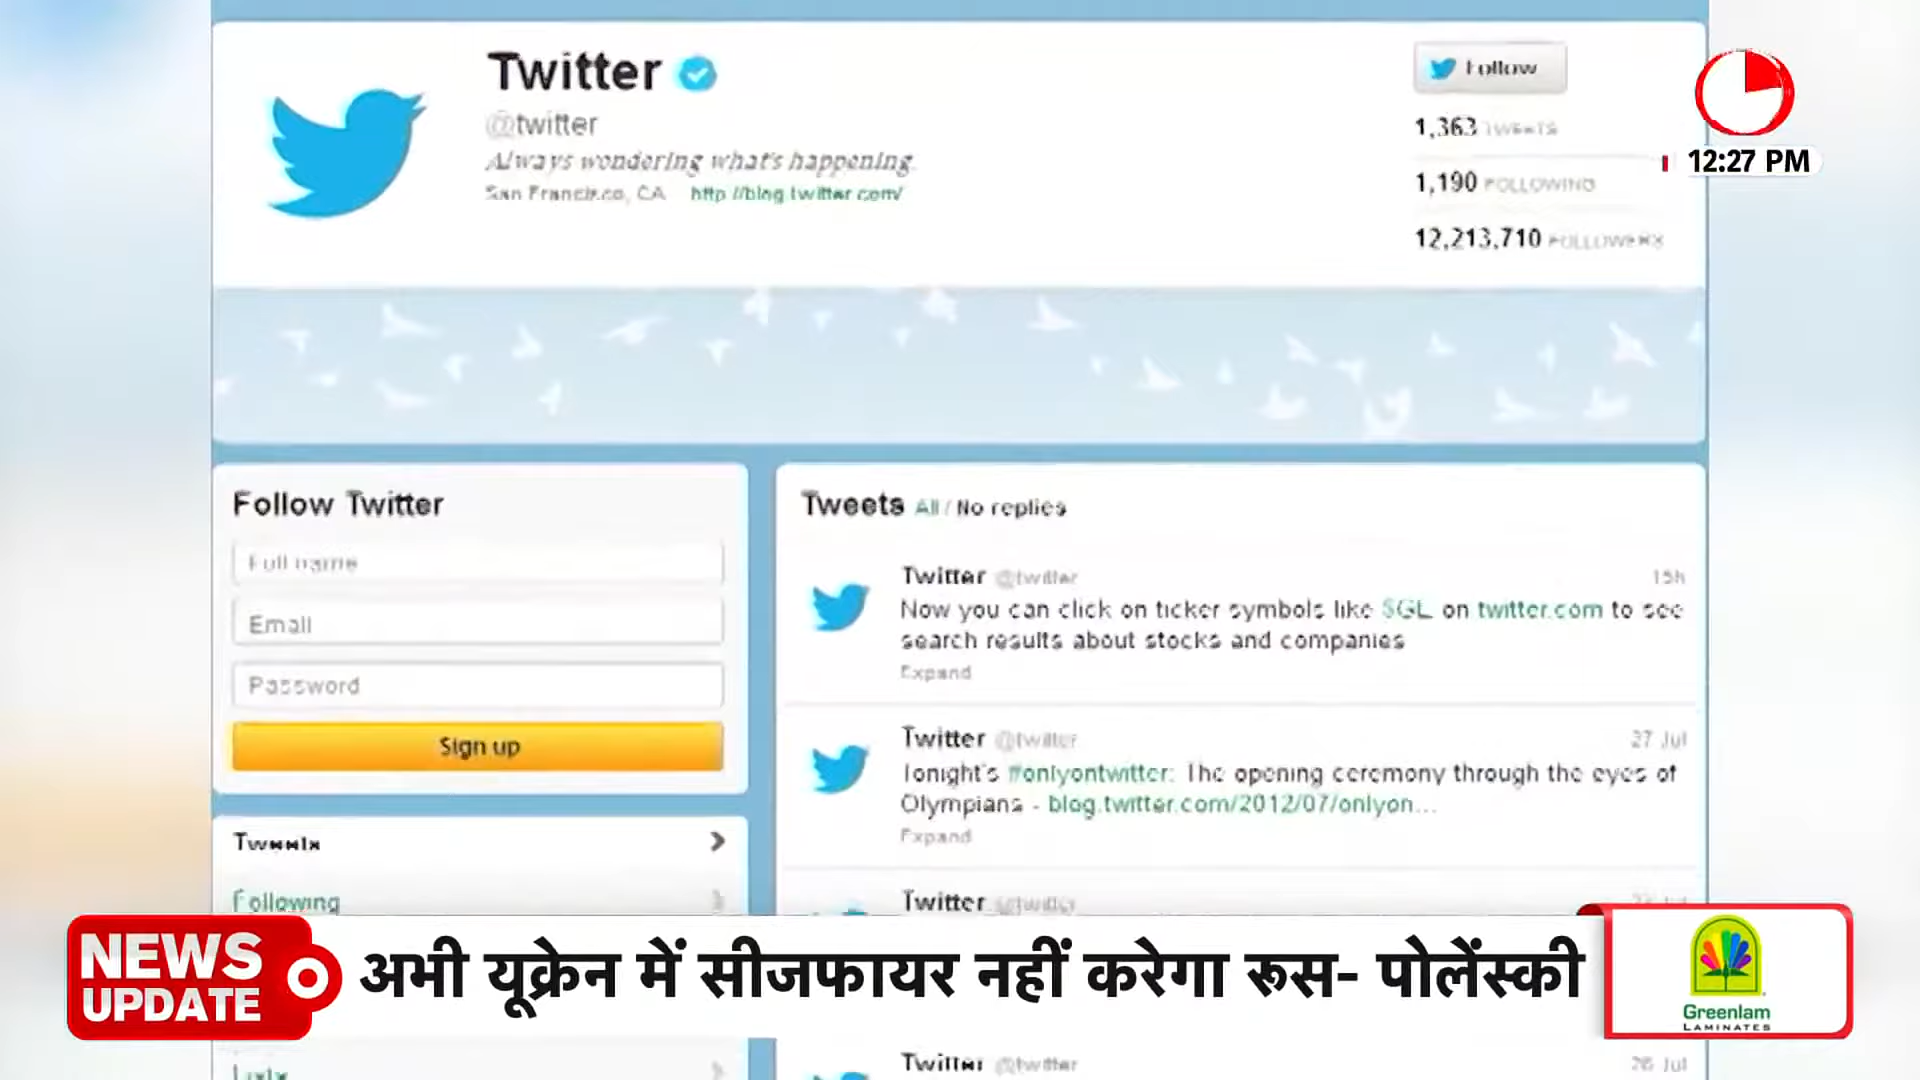 Twitter
@twitter
Always wondering what's happening.
San Francisco, CA http://blog.twitter.com/
Follow
1,363 TWEETS
1,190 FOLLOWING
12,213,710 FOLLOWERS
12:27 PM
Follow Twitter
Full name
Email
Password
Sign up
Tweets
Following
Tweets All / No replies
Twitter @twitter 15h
Now you can click on ticker symbols like $GE on twitter.com to see
search results about stocks and companies
Expand
Twitter @twitter 27 Jul
Tonight's #onlyontwitter: The opening ceremony through the eyes of
Olympians - blog.twitter.com/2012/07/onlyon...
Expand
Twitter @twitter
NEWS
UPDATE
अभी यूक्रेन में सीजफायर नहीं करेगा रूस- पोलेंस्की
Greenlam
LAMINATES
Lists
Twitter @twitter 26 Jul